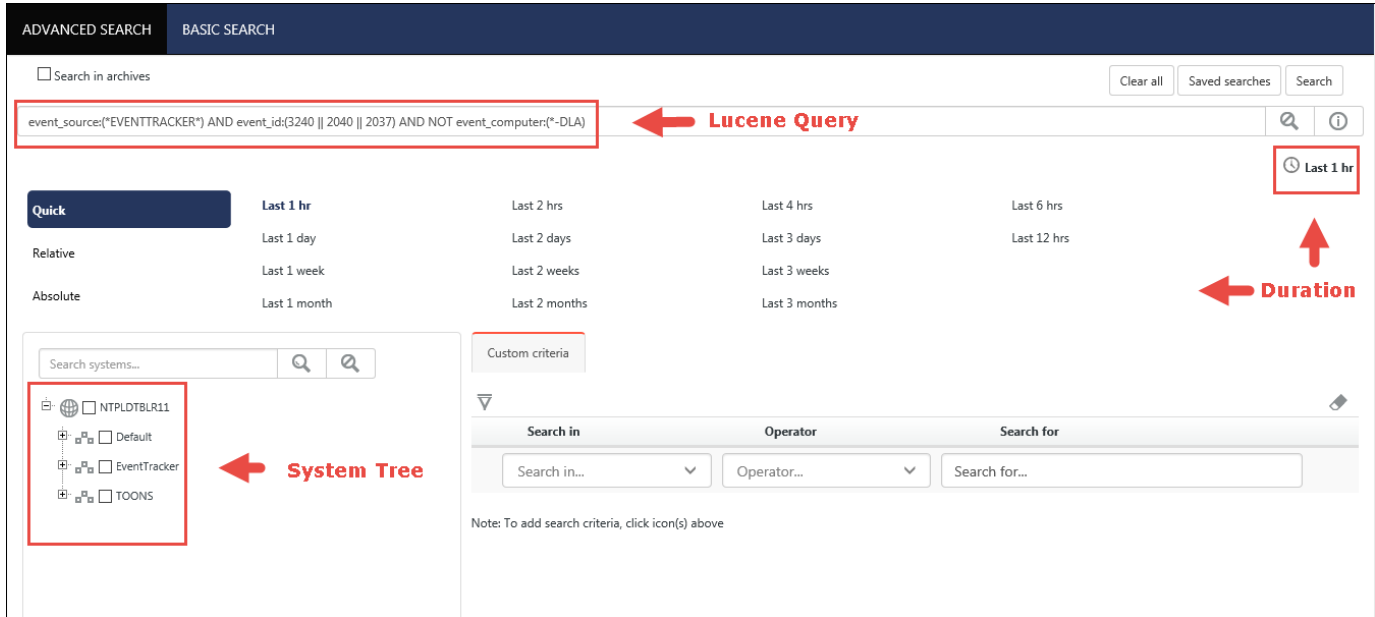 ADVANCED SEARCH BASIC SEARCH
Search in archives
Clear all Saved searches Search
event_source:(*EVENTTRACKER*) AND event_id:(3240 || 2040 || 2037) AND NOT event_computer:(*-DLA)
Lucene Query
Last 1 hr
Quick
Relative
Absolute
Last 1 hr Last 2 hrs Last 4 hrs Last 6 hrs
Last 1 day Last 2 days Last 3 days Last 12 hrs
Last 1 week Last 2 weeks Last 3 weeks
Last 1 month Last 2 months Last 3 months
Duration
Search systems...
NTPLDTBLR11
Default
EventTracker
TOONS
System Tree
Custom criteria
Search in Operator Search for
Search in... Operator... Search for...
Note: To add search criteria, click icon(s) above